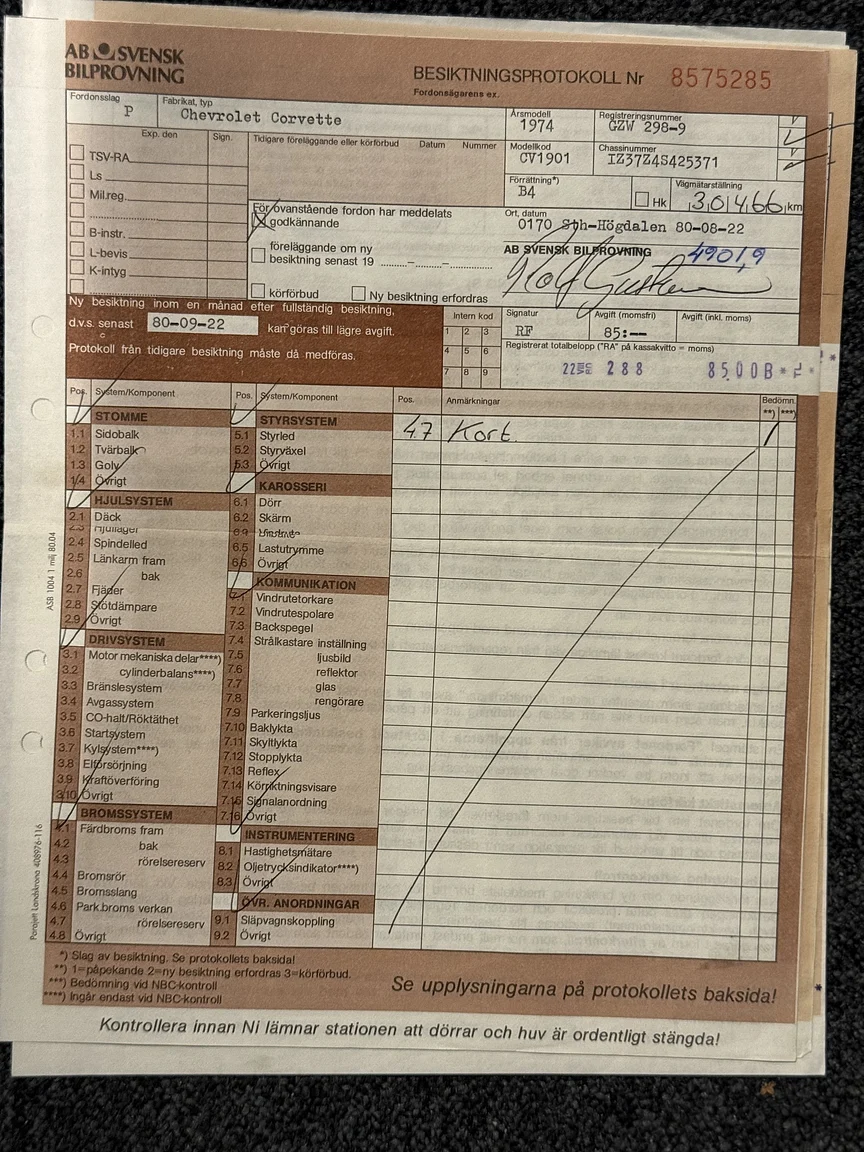 AB SVENSK
BILPROVNING
BESIKTNINGSPROTOKOLL Nr 8575285
Fordonsägarens ex.
Fordonsslag P
Fabrikat, typ Chevrolet Corvette
Årsmodell 1974
Registreringsnummer GZW 298-9
Modellkod CV1901
Chassinummer IZ37Z4S425371
Förrättning*) B4
Hk
Vägmätarställning 30466 km
Ort, datum 0170 Sth-Högdalen 80-08-22
AB SVENSK BILPROVNING
49019
Exp. den Sign.
TSV-RA
Ls
Mil.reg.
B-instr.
L-bevis
K-intyg
Tidigare föreläggande eller körförbud Datum Nummer
För ovanstående fordon har meddelats
godkännande
föreläggande om ny
besiktning senast 19
körförbud Ny besiktning erfordras
Ny besiktning inom en månad efter fullständig besiktning,
d.v.s. senast 80-09-22 kan göras till lägre avgift.
Protokoll från tidigare besiktning måste då medföras.
Intern kod
1 2 3
4 5 6
7 8 9
Signatur RF
Avgift (momsfri) 85:--
Avgift (inkl. moms)
Registrerat totalbelopp ("RA" på kassakvitto = moms)
288 8500B
Pos. System/Komponent
STOMME
1.1 Sidobalk
1.2 Tvärbalk
1.3 Golv
1.4 Övrigt
HJULSYSTEM
2.1 Däck
2.3 Hjullager
2.4 Spindelled
2.5 Länkarm fram
2.6 bak
2.7 Fjäder
2.8 Stötdämpare
2.9 Övrigt
DRIVSYSTEM
3.1 Motor mekaniska delar****)
3.2 cylinderbalans****)
3.3 Bränslesystem
3.4 Avgassystem
3.5 CO-halt/Röktäthet
3.6 Startsystem
3.7 Kylsystem****)
3.8 Elförsörjning
3.9 Kraftöverföring
3.10 Övrigt
BROMSSYSTEM
4.1 Färdbroms fram
4.2 bak
4.3 rörelsereserv
4.4 Bromsrör
4.5 Bromsslang
4.6 Park.broms verkan
4.7 rörelsereserv
4.8 Övrigt
Pos. System/Komponent
STYRSYSTEM
5.1 Styrled
5.2 Styrväxel
5.3 Övrigt
KAROSSERI
6.1 Dörr
6.2 Skärm
6.5 Lastutrymme
6.6 Övrigt
KOMMUNIKATION
7.1 Vindrutetorkare
7.2 Vindrutespolare
7.3 Backspegel
7.4 Strålkastare inställning
7.5 ljusbild
7.6 reflektor
7.7 glas
7.8 rengörare
7.9 Parkeringsljus
7.10 Baklykta
7.11 Skyltlykta
7.12 Stopplykta
7.13 Reflex
7.14 Körriktningsvisare
7.15 Signalanordning
7.16 Övrigt
INSTRUMENTERING
8.1 Hastighetsmätare
8.2 Oljetrycksindikator****)
8.3 Övrigt
ÖVR. ANORDNINGAR
9.1 Släpvagnskoppling
9.2 Övrigt
Pos. Anmärkningar Bedömn.
**) ***)
47 Kort. 1
*) Slag av besiktning. Se protokollets baksida!
**) 1=påpekande 2=ny besiktning erfordras 3=körförbud.
***) Bedömning vid NBC-kontroll
****) Ingår endast vid NBC-kontroll
Se upplysningarna på protokollets baksida!
Kontrollera innan Ni lämnar stationen att dörrar och huv är ordentligt stängda!
ASB 1004 1 milj 80.04